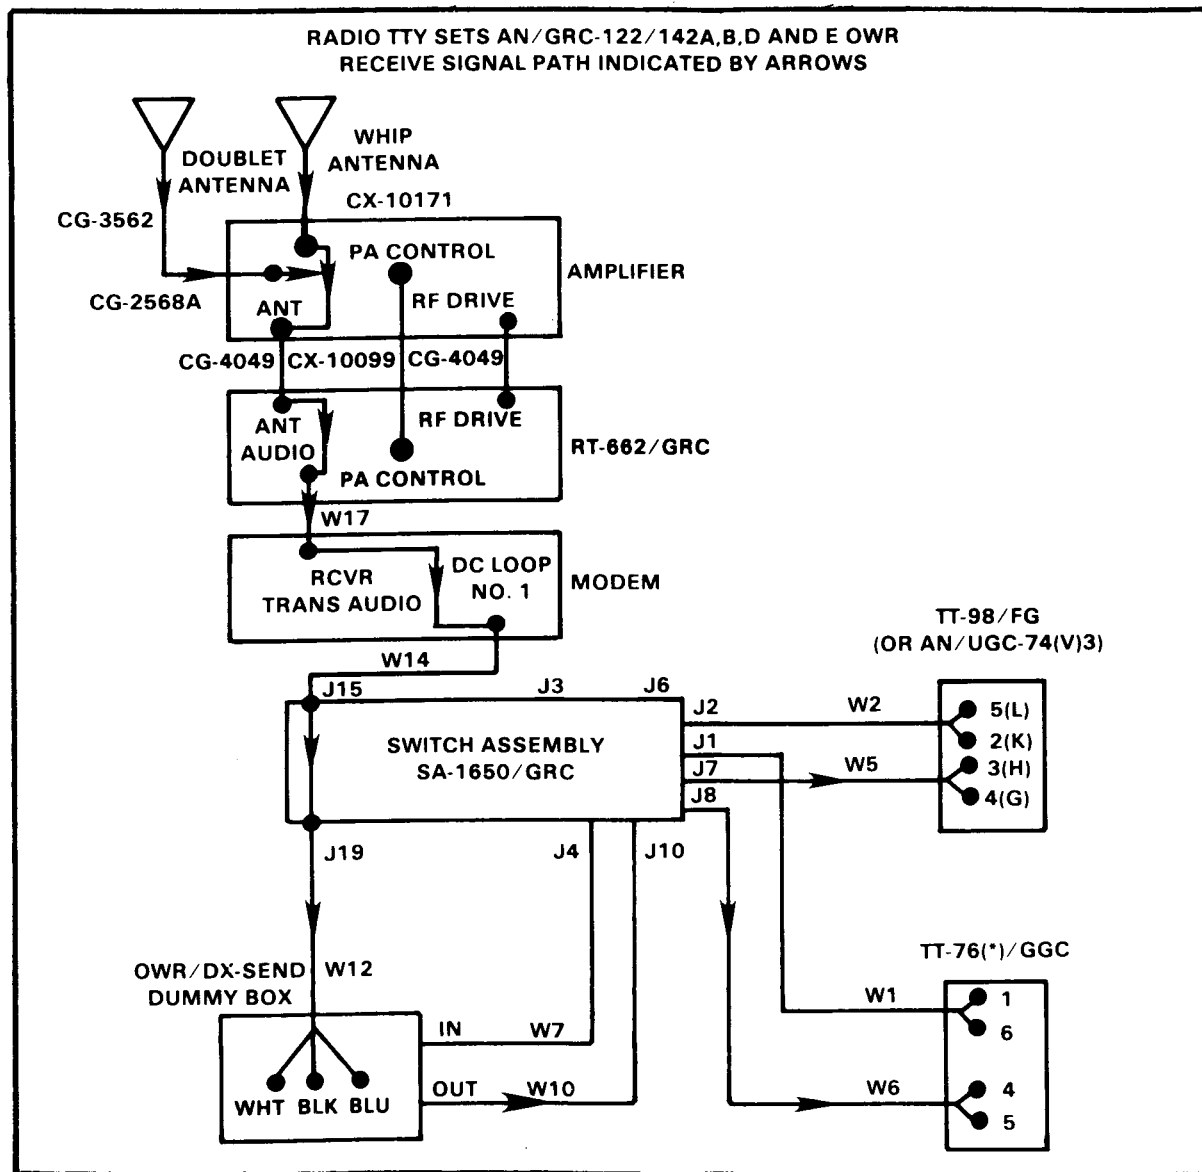 RADIO TTY SETS AN/GRC-122/142A,B,D AND E OWR
RECEIVE SIGNAL PATH INDICATED BY ARROWS
DOUBLET
ANTENNA
WHIP
ANTENNA
CG-3562
CX-10171
PA CONTROL
AMPLIFIER
CG-2568A
ANT
RF DRIVE
CG-4049
CX-10099
CG-4049
ANT
AUDIO
RF DRIVE
RT-662/GRC
PA CONTROL
W17
RCVR
TRANS AUDIO
DC LOOP
NO. 1
MODEM
TT-98/FG
(OR AN/UGC-74(V)3)
W14
J15
J3
J6
J2
W2
5(L)
2(K)
SWITCH ASSEMBLY
SA-1650/GRC
J1
J7
W5
3(H)
J8
4(G)
J19
J4
J10
TT-76(*)/GGC
OWR/DX-SEND
DUMMY BOX
W12
W1
1
6
IN
W7
OUT
W10
W6
4
5
WHT BLK BLU